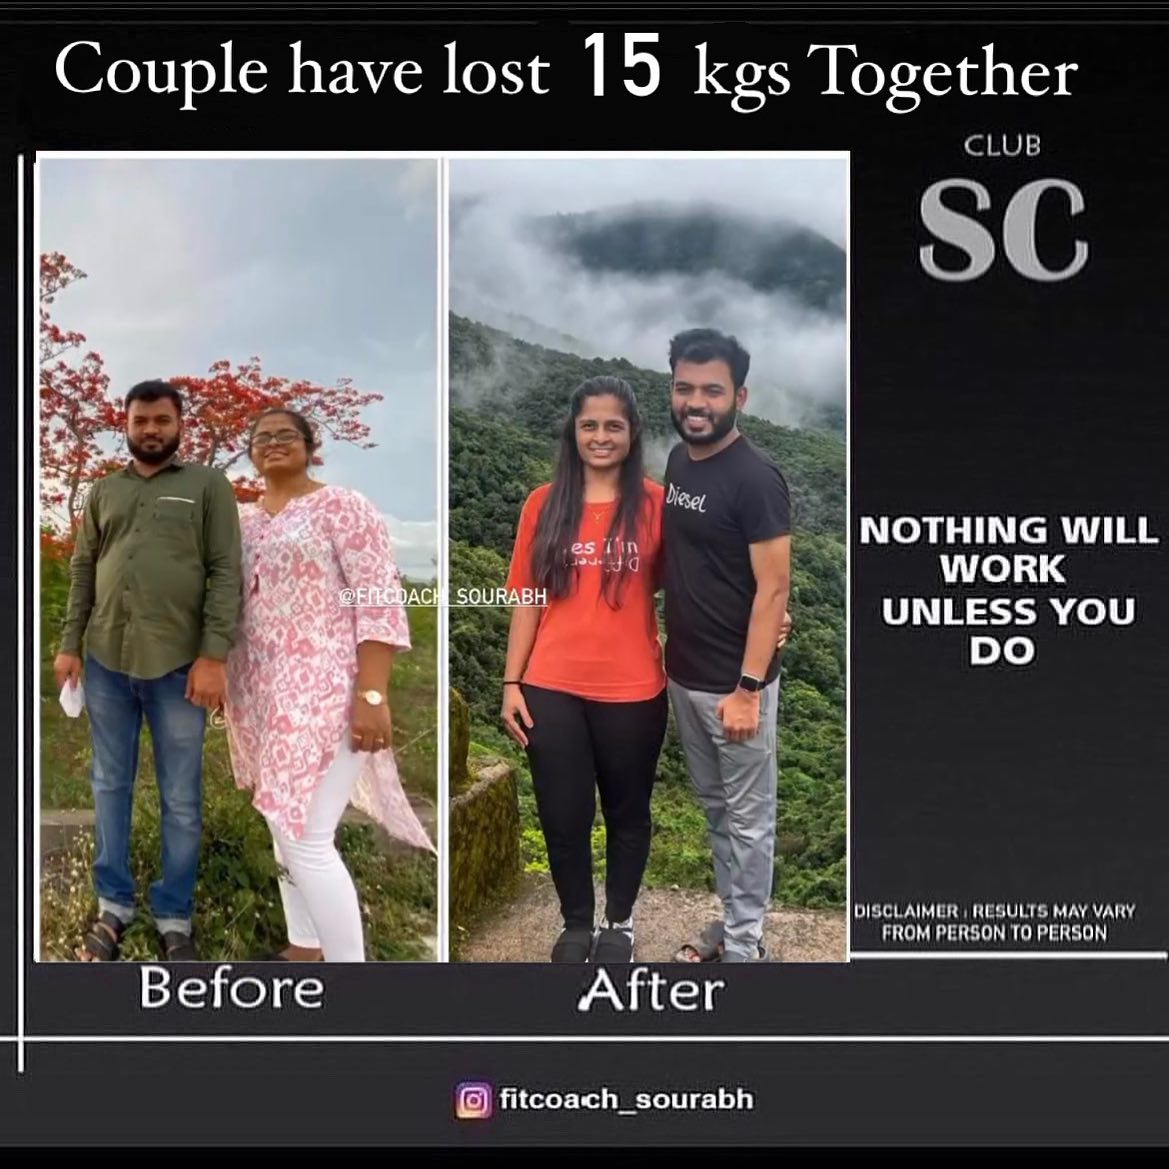 Couple have lost 15 kgs Together
CLUB
SC
Diesel
@FITCOACH_SOURABH
NOTHING WILL
WORK
UNLESS YOU
DO
DISCLAIMER : RESULTS MAY VARY
FROM PERSON TO PERSON
Before
After
fitcoach_sourabh